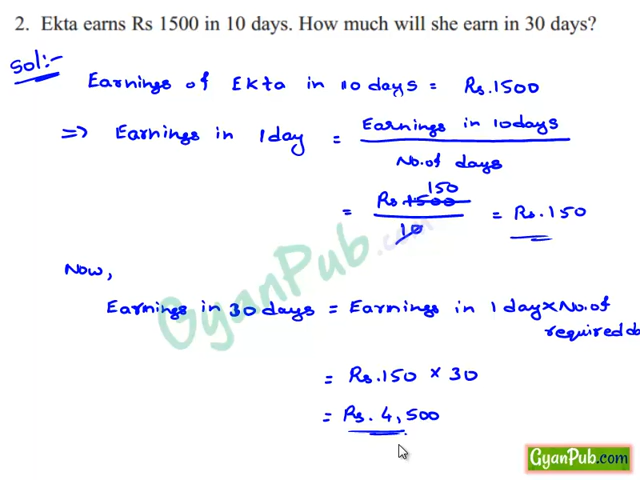 2. Ekta earns Rs 1500 in 10 days. How much will she earn in 30 days?
Sol:-
Earnings of Ekta in 10 days = Rs.1500
=> Earnings in 1 day = Earnings in 10 days
No. of days
150
= Rs 1500
10
= Rs.150
Now,
Earnings in 30 days = Earnings in 1 day × No. of
required d
= Rs.150 × 30
= Rs. 4,500
GyanPub.com
GyanPub.com